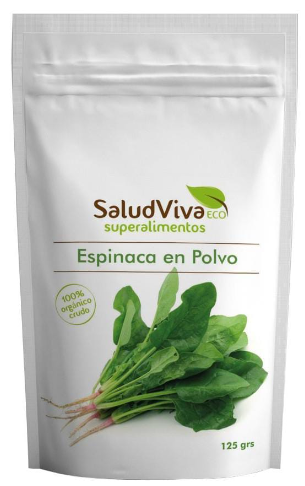 SaludViva ECO
superalimentos
Espinaca en Polvo
100%
orgánico
crudo
125 grs